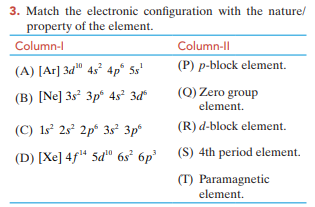 3. Match the electronic configuration with the nature/
property of the element.
Column-I Column-II
(A) [Ar] 3d¹⁰ 4s² 4p⁶ 5s¹ (P) p-block element.
(B) [Ne] 3s² 3p⁶ 4s² 3d⁶ (Q) Zero group
element.
(C) 1s² 2s² 2p⁶ 3s² 3p⁶ (R) d-block element.
(D) [Xe] 4f¹⁴ 5d¹⁰ 6s² 6p³ (S) 4th period element.
(T) Paramagnetic
element.